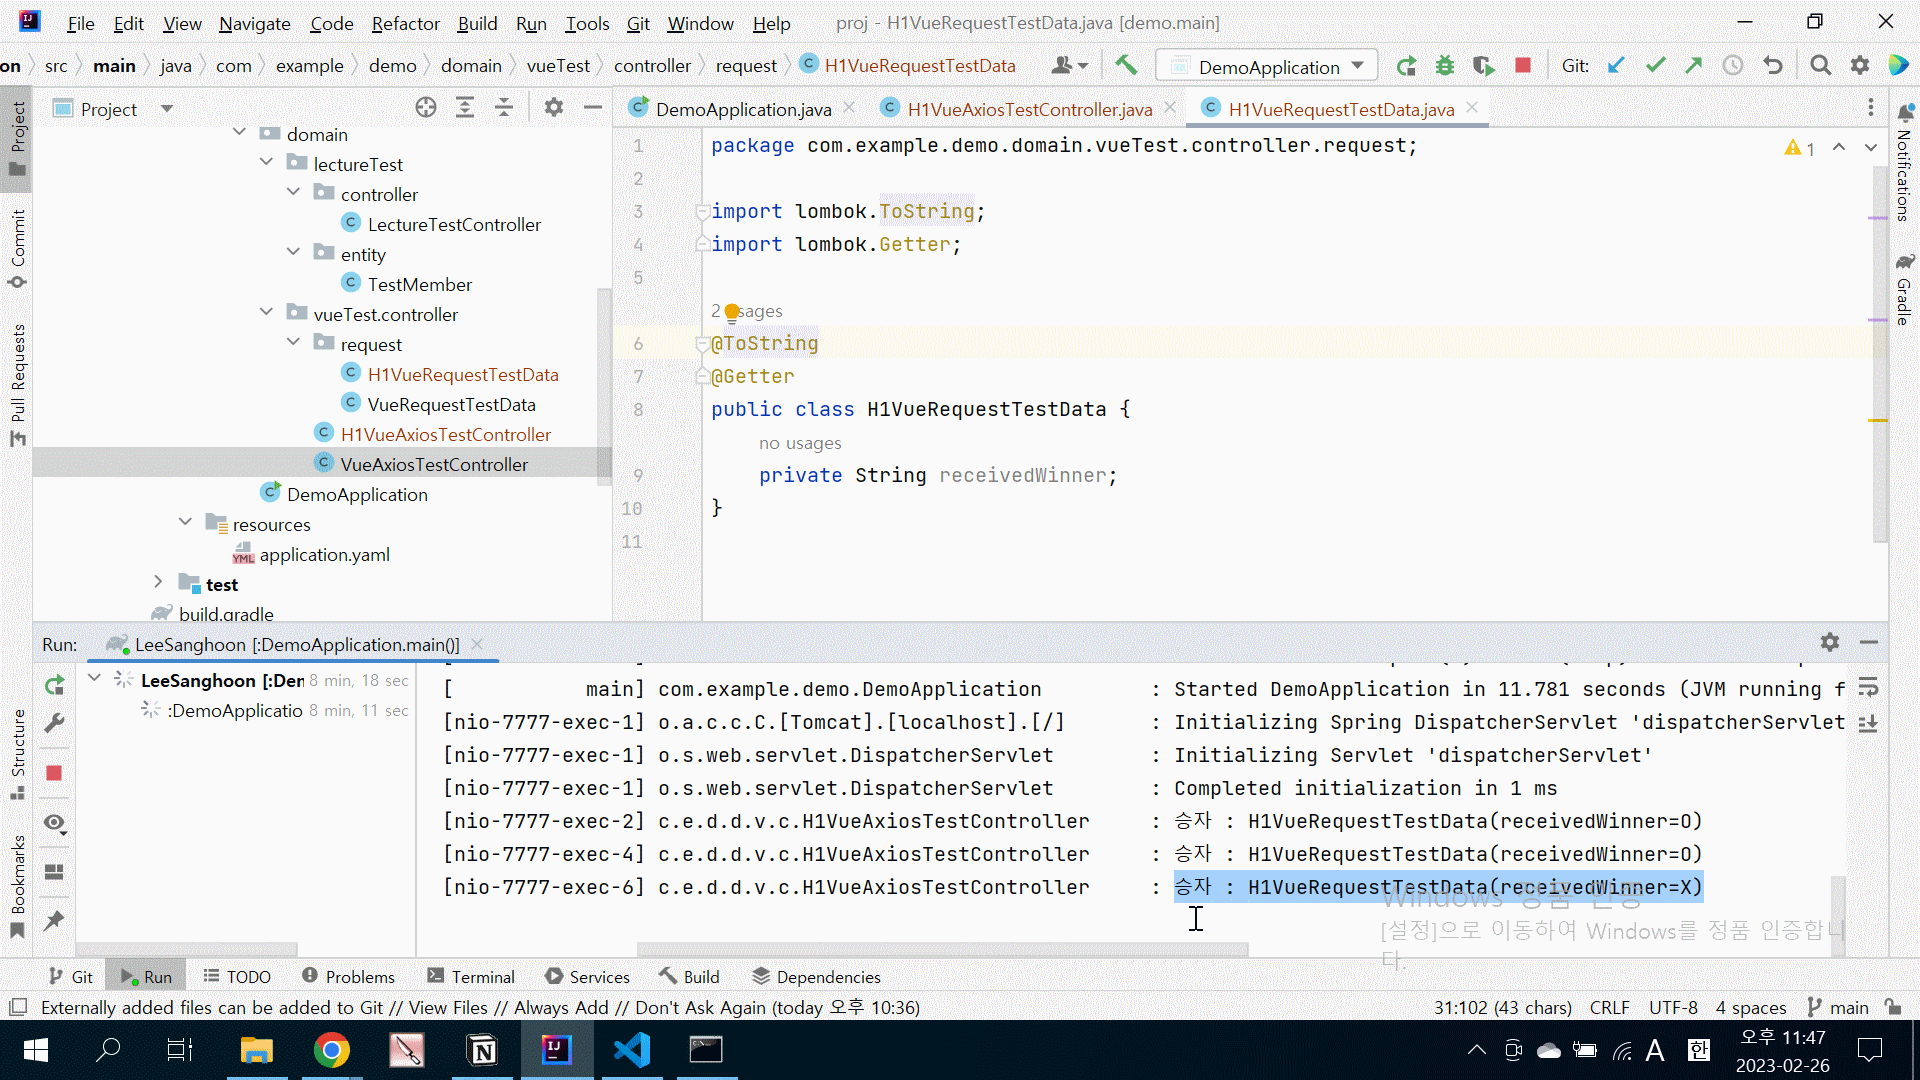 File Edit View Navigate Code Refactor Build Run Tools Git Window Help proj - H1VueRequestTestData.java [demo.main]
on src main java com example demo domain vueTest controller request H1VueRequestTestData DemoApplication Git:
Project
DemoApplication.java H1VueAxiosTestController.java H1VueRequestTestData.java
Project
Commit
Pull Requests
domain
lectureTest
controller
LectureTestController
entity
TestMember
vueTest.controller
request
H1VueRequestTestData
VueRequestTestData
H1VueAxiosTestController
VueAxiosTestController
DemoApplication
resources
application.yaml
test
build.gradle
1 package com.example.demo.domain.vueTest.controller.request;
2
3 import lombok.ToString;
4 import lombok.Getter;
5
2 usages
6 @ToString
7 @Getter
8 public class H1VueRequestTestData {
no usages
9 private String receivedWinner;
10 }
11
1
Notifications
Gradle
Run: LeeSanghoon [:DemoApplication.main()]
LeeSanghoon [:Den 8 min, 18 sec
:DemoApplicatio 8 min, 11 sec
[ main] com.example.demo.DemoApplication : Started DemoApplication in 11.781 seconds (JVM running f
[nio-7777-exec-1] o.a.c.c.C.[Tomcat].[localhost].[/] : Initializing Spring DispatcherServlet 'dispatcherServlet
[nio-7777-exec-1] o.s.web.servlet.DispatcherServlet : Initializing Servlet 'dispatcherServlet'
[nio-7777-exec-1] o.s.web.servlet.DispatcherServlet : Completed initialization in 1 ms
[nio-7777-exec-2] c.e.d.d.v.c.H1VueAxiosTestController : 승자 : H1VueRequestTestData(receivedWinner=O)
[nio-7777-exec-4] c.e.d.d.v.c.H1VueAxiosTestController : 승자 : H1VueRequestTestData(receivedWinner=O)
[nio-7777-exec-6] c.e.d.d.v.c.H1VueAxiosTestController : 승자 : H1VueRequestTestData(receivedWinner=X)
Windows 정품 인증
[설정]으로 이동하여 Windows를 정품 인증합니
다.
Structure
Bookmarks
Git Run TODO Problems Terminal Services Build Dependencies
Externally added files can be added to Git // View Files // Always Add // Don't Ask Again (today 오후 10:36) 31:102 (43 chars) CRLF UTF-8 4 spaces main
A 한 오후 11:47
2023-02-26